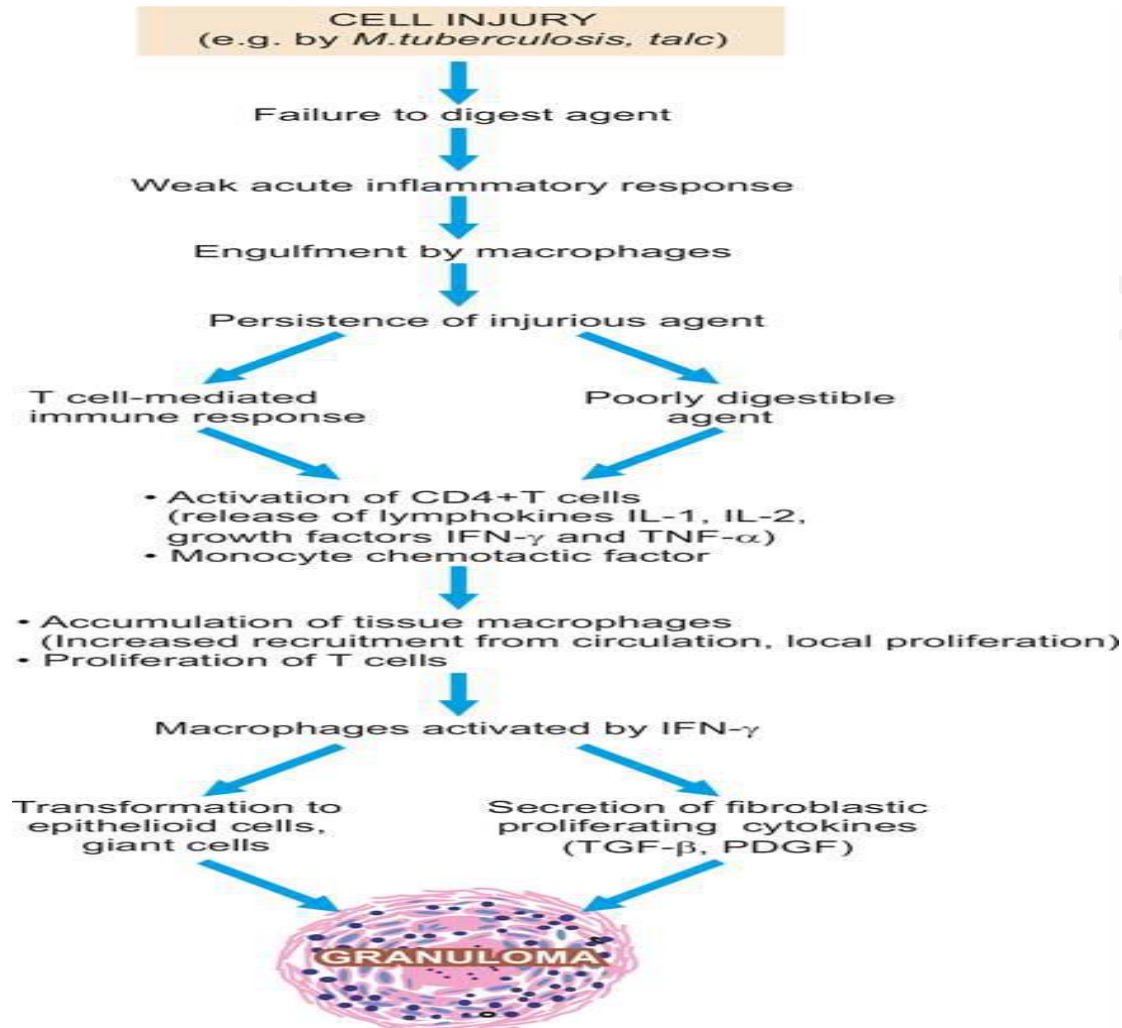 CELL INJURY
(e.g. by M.tuberculosis, talc)
Failure to digest agent
Weak acute inflammatory response
Engulfment by macrophages
Persistence of injurious agent
T cell-mediated
immune response
Poorly digestible
agent
• Activation of CD4+T cells
(release of lymphokines IL-1, IL-2,
growth factors IFN-γ and TNF-α)
• Monocyte chemotactic factor
• Accumulation of tissue macrophages
(Increased recruitment from circulation, local proliferation)
• Proliferation of T cells
Macrophages activated by IFN-γ
Transformation to
epithelioid cells,
giant cells
Secretion of fibroblastic
proliferating cytokines
(TGF-β, PDGF)
GRANULOMA